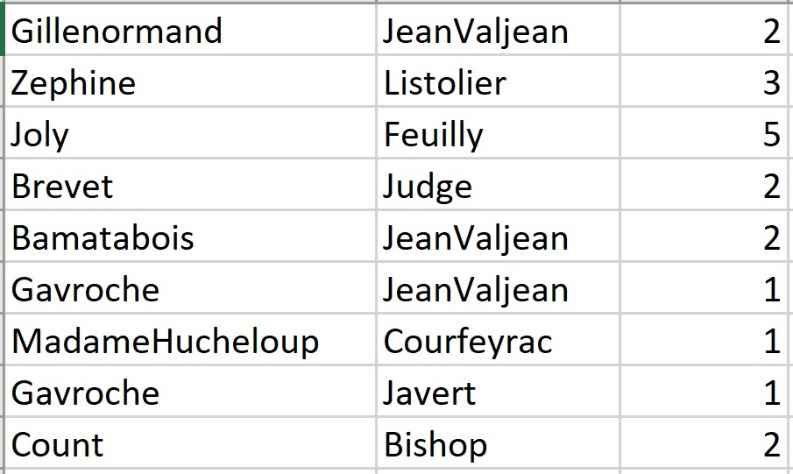 Gillenormand JeanValjean 2
Zephine Listolier 3
Joly Feuilly 5
Brevet Judge 2
Bamatabois JeanValjean 2
Gavroche JeanValjean 1
MadameHucheloup Courfeyrac 1
Gavroche Javert 1
Count Bishop 2